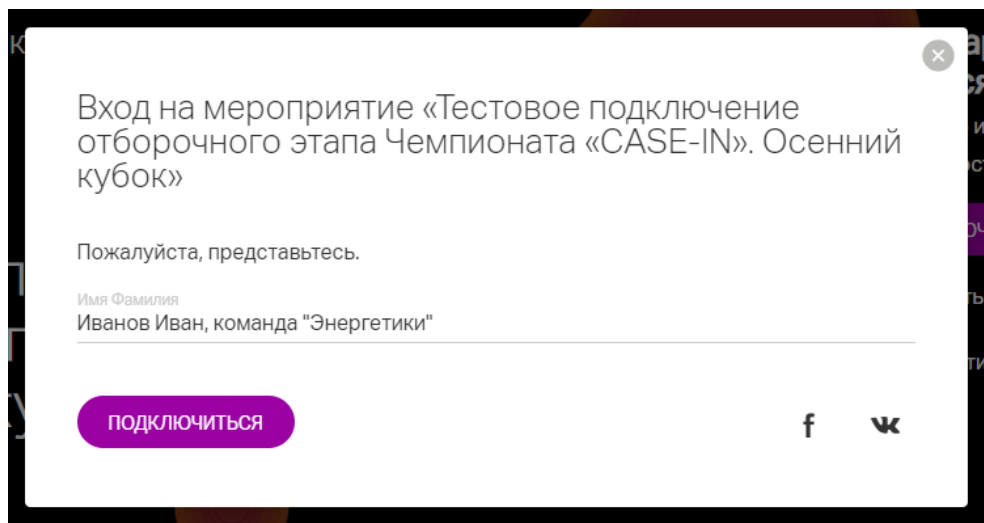 Вход на мероприятие «Тестовое подключение
отборочного этапа Чемпионата «CASE-IN». Осенний
кубок»
Пожалуйста, представьтесь.
Имя Фамилия
Иванов Иван, команда "Энергетики"
ПОДКЛЮЧИТЬСЯ